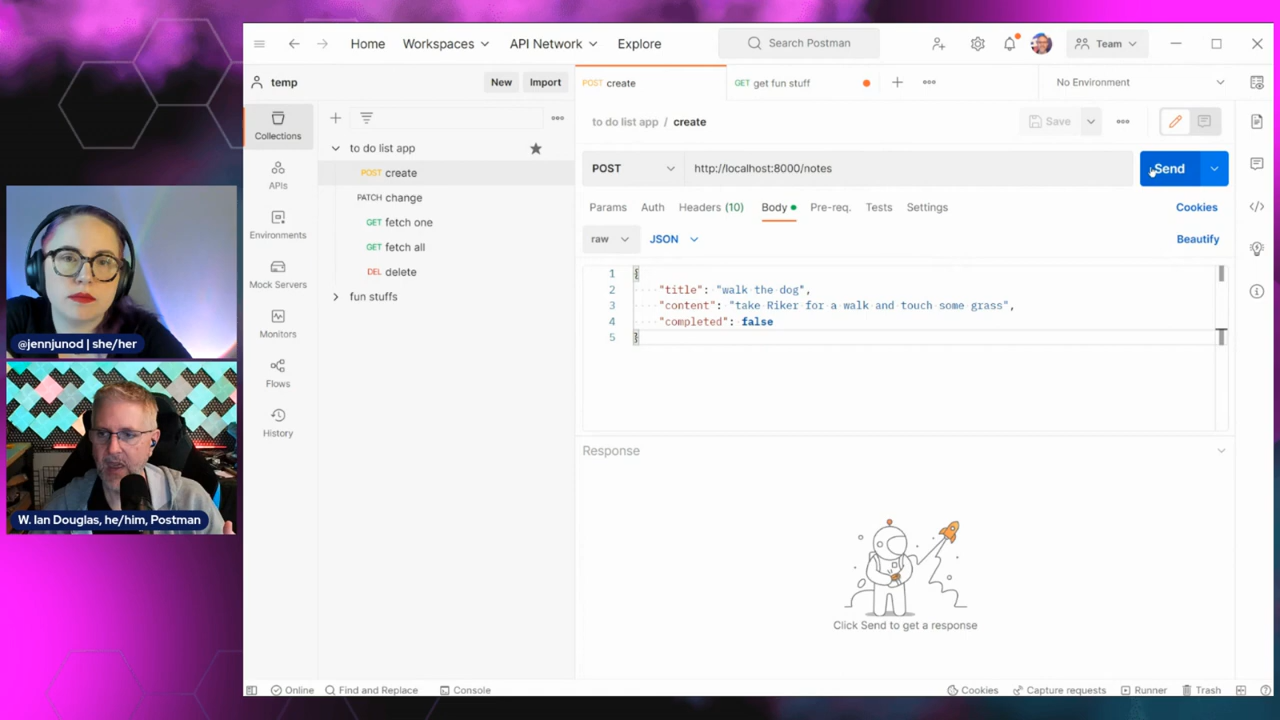 Home
Workspaces
API Network
Explore
Search Postman
Team
temp
New
Import
POST create
GET get fun stuff
No Environment
Collections
APIs
Environments
Mock Servers
Monitors
Flows
History
to do list app
POST create
PATCH change
GET fetch one
GET fetch all
DEL delete
fun stuffs
to do list app / create
Save
POST
http://localhost:8000/notes
Send
Params
Auth
Headers (10)
Body
Pre-req.
Tests
Settings
Cookies
raw
JSON
Beautify
1 {
2 "title": "walk the dog",
3 "content": "take Riker for a walk and touch some grass",
4 "completed": false
5 }
Response
Click Send to get a response
@jennjunod | she/her
W. Ian Douglas, he/him, Postman
Online
Find and Replace
Console
Cookies
Capture requests
Runner
Trash